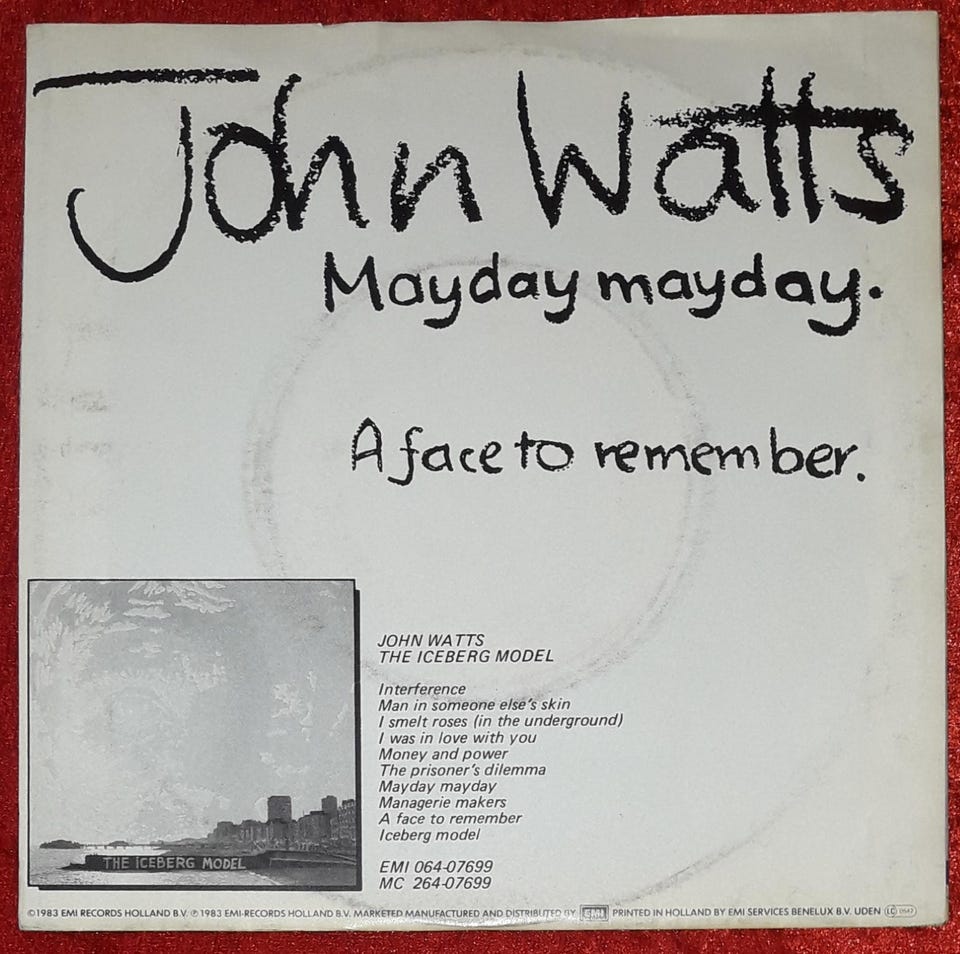 John Watts
Mayday mayday.
A face to remember.
JOHN WATTS
THE ICEBERG MODEL
Interference
Man in someone else's skin
I smelt roses (in the underground)
I was in love with you
Money and power
The prisoner's dilemma
Mayday mayday
Managerie makers
A face to remember
Iceberg model
EMI 064-07699
MC 264-07699
THE ICEBERG MODEL
©1983 EMI RECORDS HOLLAND B.V. ℗ 1983 EMI-RECORDS HOLLAND B.V. MARKETED MANUFACTURED AND DISTRIBUTED BY EMI PRINTED IN HOLLAND BY EMI SERVICES BENELUX B.V. UDEN LC 0542